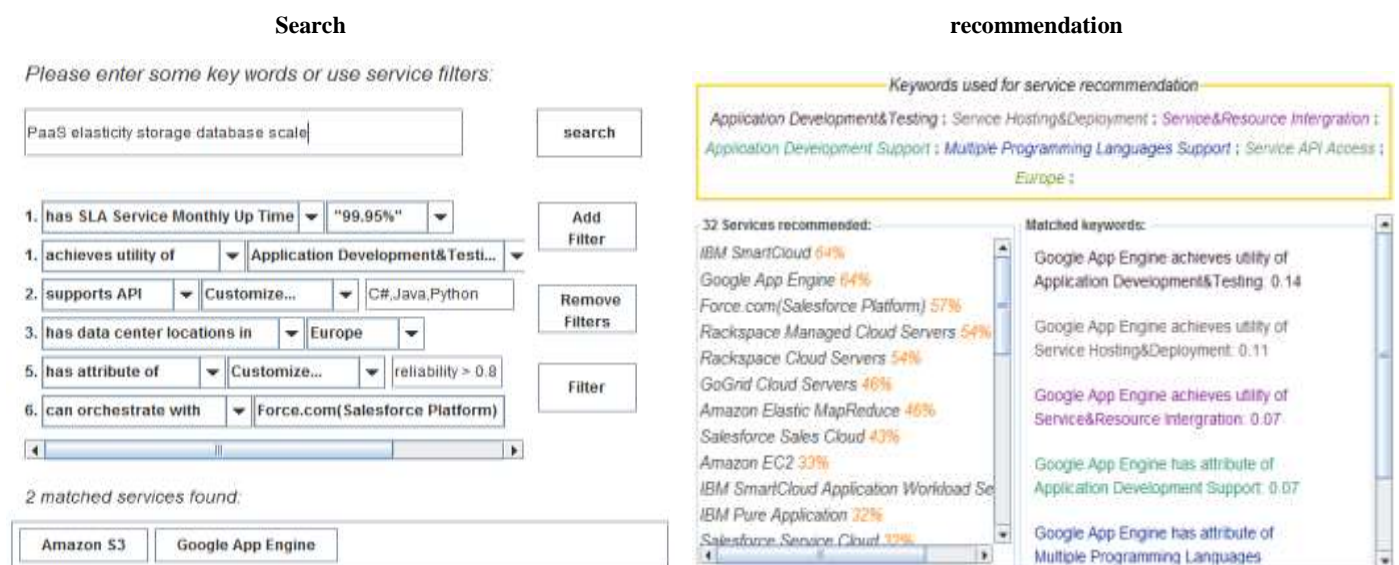 Search
Please enter some key words or use service filters:
PaaS elasticity storage database scale
search
1. has SLA Service Monthly Up Time "99.95%"
Add
Filter
1. achieves utility of Application Development&Testi...
2. supports API Customize... C#,Java,Python
Remove
Filters
3. has data center locations in Europe
5. has attribute of Customize... reliability > 0.8
Filter
6. can orchestrate with Force.com(Salesforce Platform)
2 matched services found:
Amazon S3 Google App Engine
recommendation
Keywords used for service recommendation
Application Development&Testing ; Service Hosting&Deployment ; Service&Resource Intergration ;
Application Development Support ; Multiple Programming Languages Support ; Service API Access ;
Europe ;
32 Services recommended:
IBM SmartCloud 64%
Google App Engine 64%
Force.com(Salesforce Platform) 57%
Rackspace Managed Cloud Servers 54%
Rackspace Cloud Servers 54%
GoGrid Cloud Servers 46%
Amazon Elastic MapReduce 46%
Salesforce Sales Cloud 43%
Amazon EC2 33%
IBM SmartCloud Application Workload Se
IBM Pure Application 32%
Salesforce Service Cloud 32%
Matched keywords:
Google App Engine achieves utility of
Application Development&Testing: 0.14
Google App Engine achieves utility of
Service Hosting&Deployment: 0.11
Google App Engine achieves utility of
Service&Resource Intergration: 0.07
Google App Engine has attribute of
Application Development Support: 0.07
Google App Engine has attribute of
Multiple Programming Languages